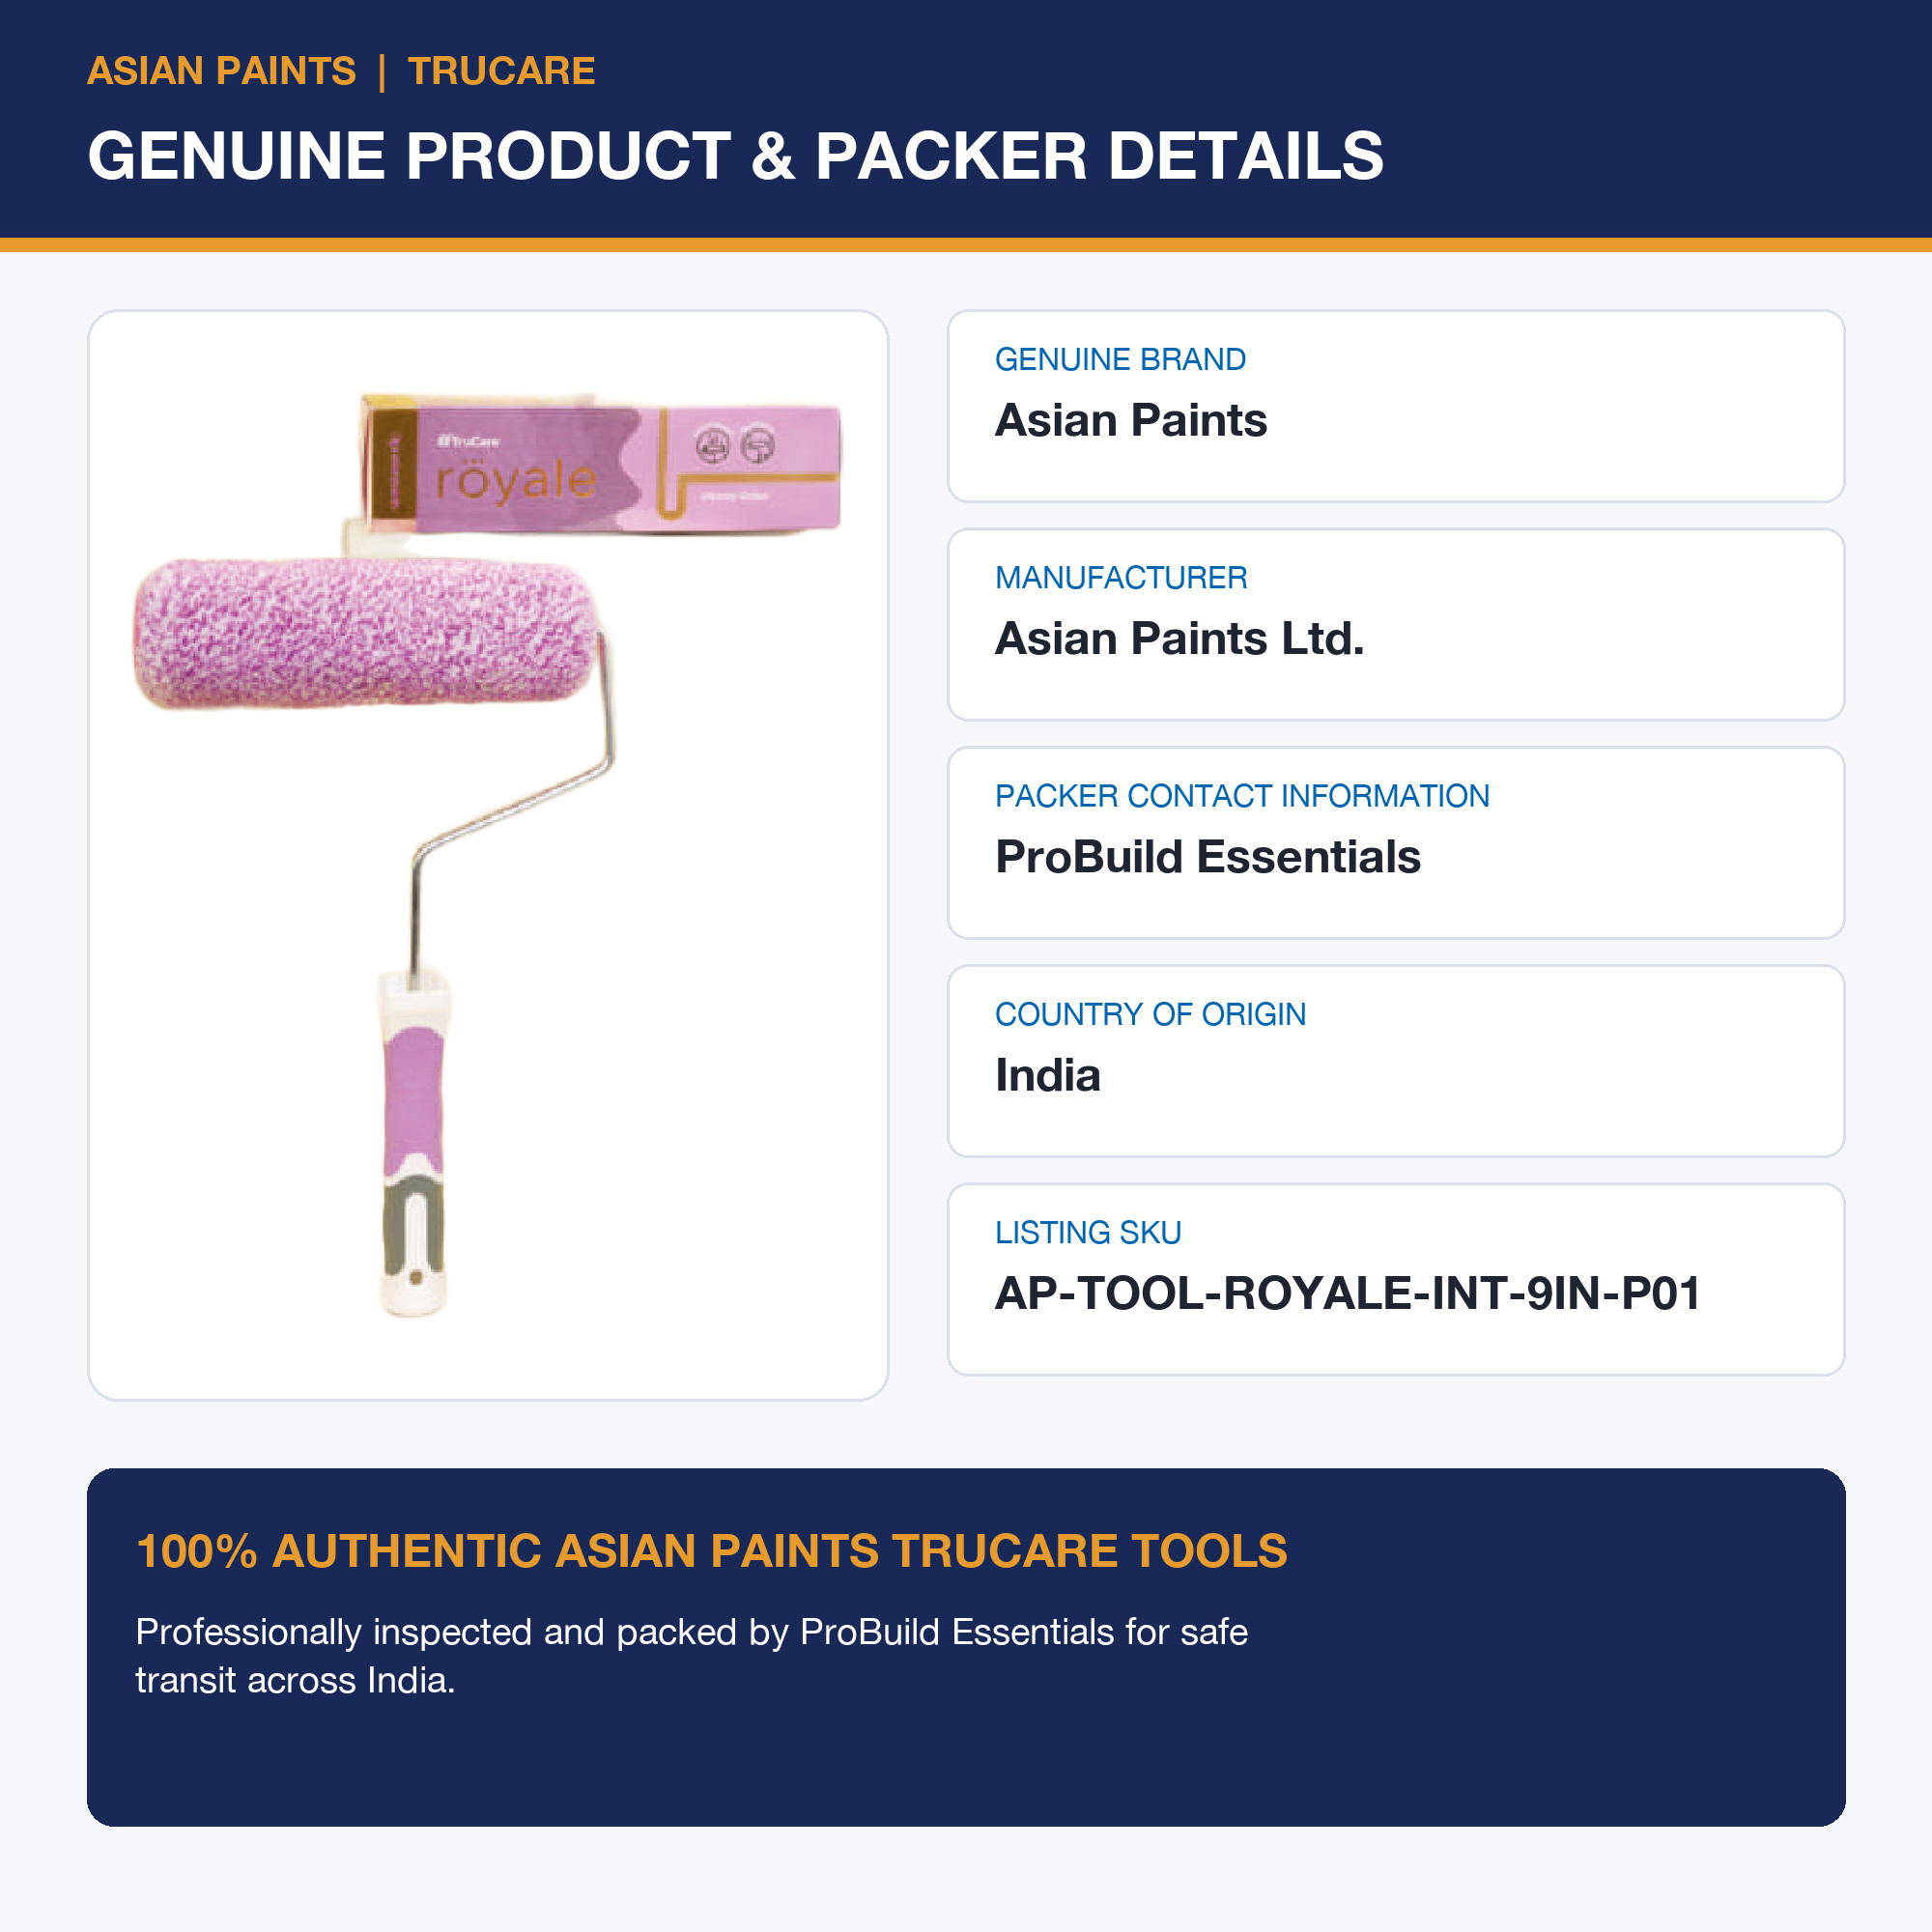 ASIAN PAINTS | TRUCARE
GENUINE PRODUCT & PACKER DETAILS
TruCare
röyale
GENUINE BRAND
Asian Paints
MANUFACTURER
Asian Paints Ltd.
PACKER CONTACT INFORMATION
ProBuild Essentials
COUNTRY OF ORIGIN
India
LISTING SKU
AP-TOOL-ROYALE-INT-9IN-P01
100% AUTHENTIC ASIAN PAINTS TRUCARE TOOLS
Professionally inspected and packed by ProBuild Essentials for safe
transit across India.